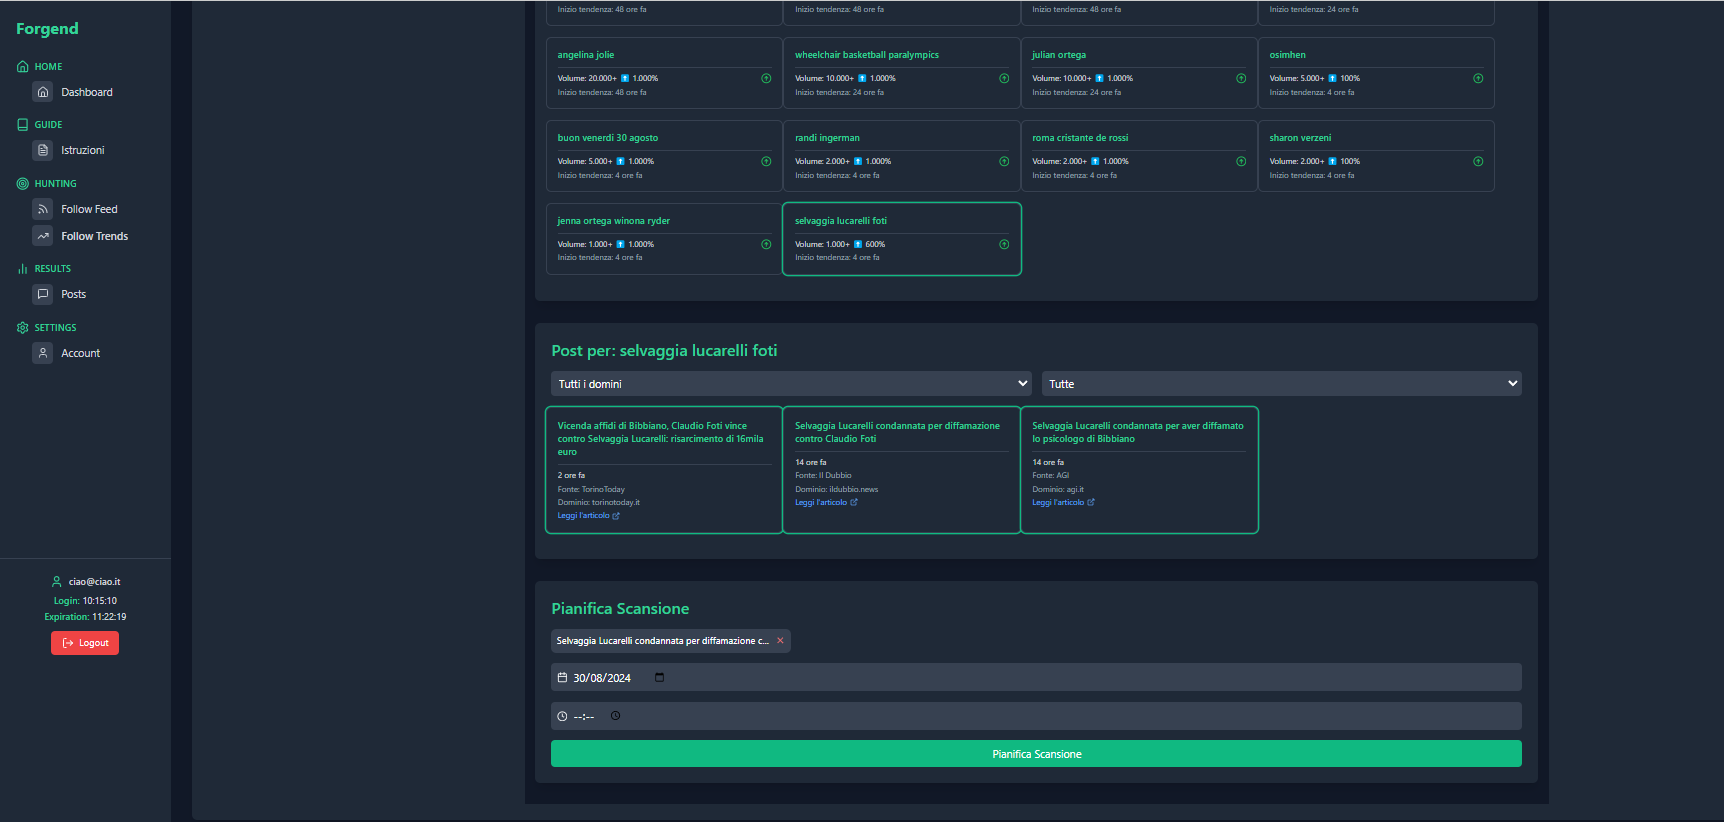 Forgend
HOME
Dashboard
GUIDE
Istruzioni
HUNTING
Follow Feed
Follow Trends
RESULTS
Posts
SETTINGS
Account
ciao@ciao.it
Login: 10:15:10
Expiration: 11:22:19
Logout
Inizio tendenza: 48 ore fa
Inizio tendenza: 48 ore fa
Inizio tendenza: 48 ore fa
Inizio tendenza: 24 ore fa
angelina jolie
Volume: 20.000+ ⬆ 1.000%
Inizio tendenza: 48 ore fa
wheelchair basketball paralympics
Volume: 10.000+ ⬆ 1.000%
Inizio tendenza: 24 ore fa
julian ortega
Volume: 10.000+ ⬆ 1.000%
Inizio tendenza: 24 ore fa
osimhen
Volume: 5.000+ ⬆ 100%
Inizio tendenza: 4 ore fa
buon venerdi 30 agosto
Volume: 5.000+ ⬆ 1.000%
Inizio tendenza: 4 ore fa
randi ingerman
Volume: 2.000+ ⬆ 1.000%
Inizio tendenza: 4 ore fa
roma cristante de rossi
Volume: 2.000+ ⬆ 1.000%
Inizio tendenza: 4 ore fa
sharon verzeni
Volume: 2.000+ ⬆ 100%
Inizio tendenza: 4 ore fa
jenna ortega winona ryder
Volume: 1.000+ ⬆ 1.000%
Inizio tendenza: 4 ore fa
selvaggia lucarelli foti
Volume: 1.000+ ⬆ 600%
Inizio tendenza: 4 ore fa
Post per: selvaggia lucarelli foti
Tutti i domini
Tutte
Vicenda affidi di Bibbiano, Claudio Foti vince
contro Selvaggia Lucarelli: risarcimento di 16mila
euro
2 ore fa
Fonte: TorinoToday
Dominio: torinotoday.it
Leggi l'articolo
Selvaggia Lucarelli condannata per diffamazione
contro Claudio Foti
14 ore fa
Fonte: Il Dubbio
Dominio: ildubbio.news
Leggi l'articolo
Selvaggia Lucarelli condannata per aver diffamato
lo psicologo di Bibbiano
14 ore fa
Fonte: AGI
Dominio: agi.it
Leggi l'articolo
Pianifica Scansione
Selvaggia Lucarelli condannata per diffamazione c... ×
30/08/2024
--:--
Pianifica Scansione